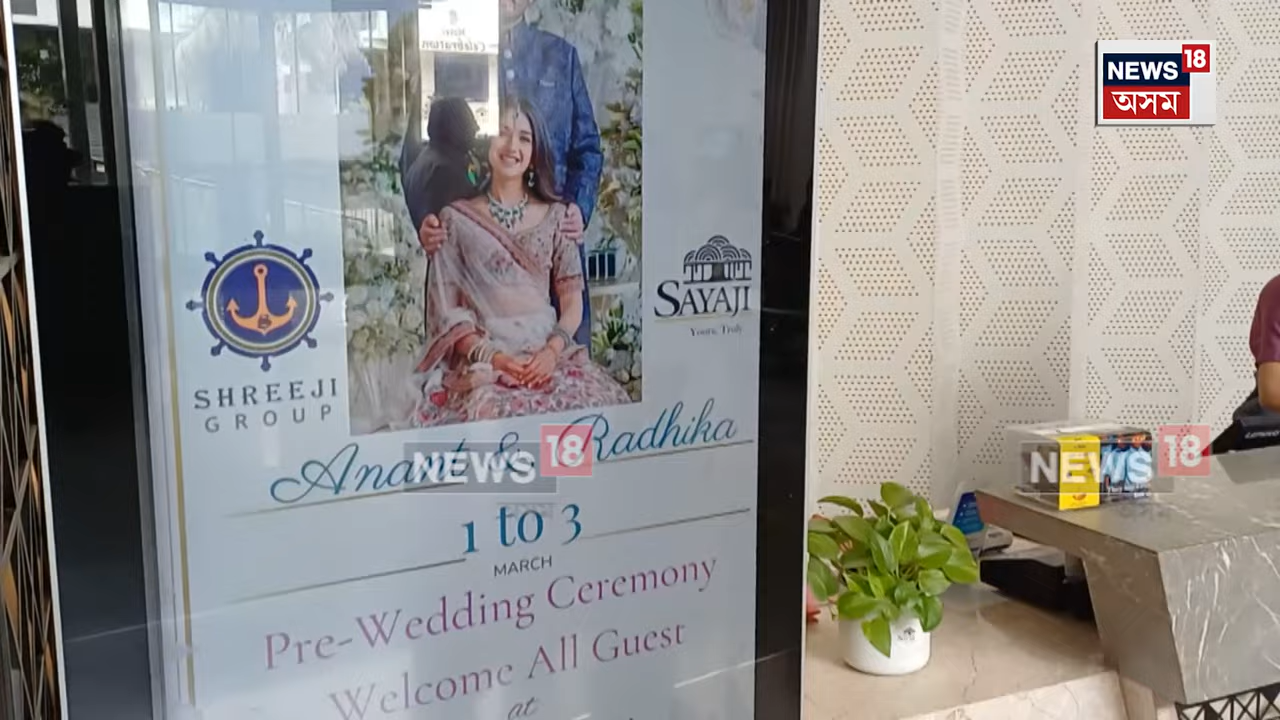 NEWS 18
অসম
SHREEJI
GROUP
SAYAJI
Yours. Truly
Anant & Radhika
1 to 3
MARCH
Pre-Wedding Ceremony
Welcome All Guest
at
NEWS 18
NEWS 18